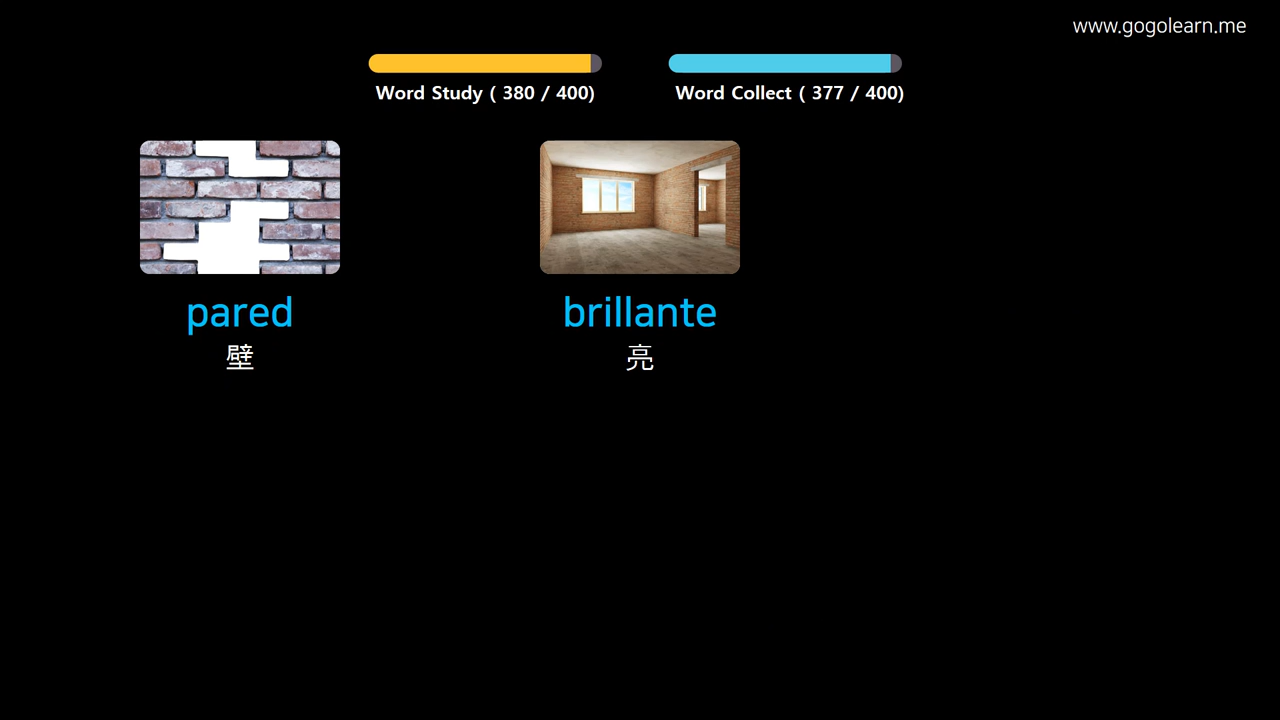 www.gogolearn.me
Word Study ( 380 / 400)
Word Collect ( 377 / 400)
pared
壁
brillante
亮